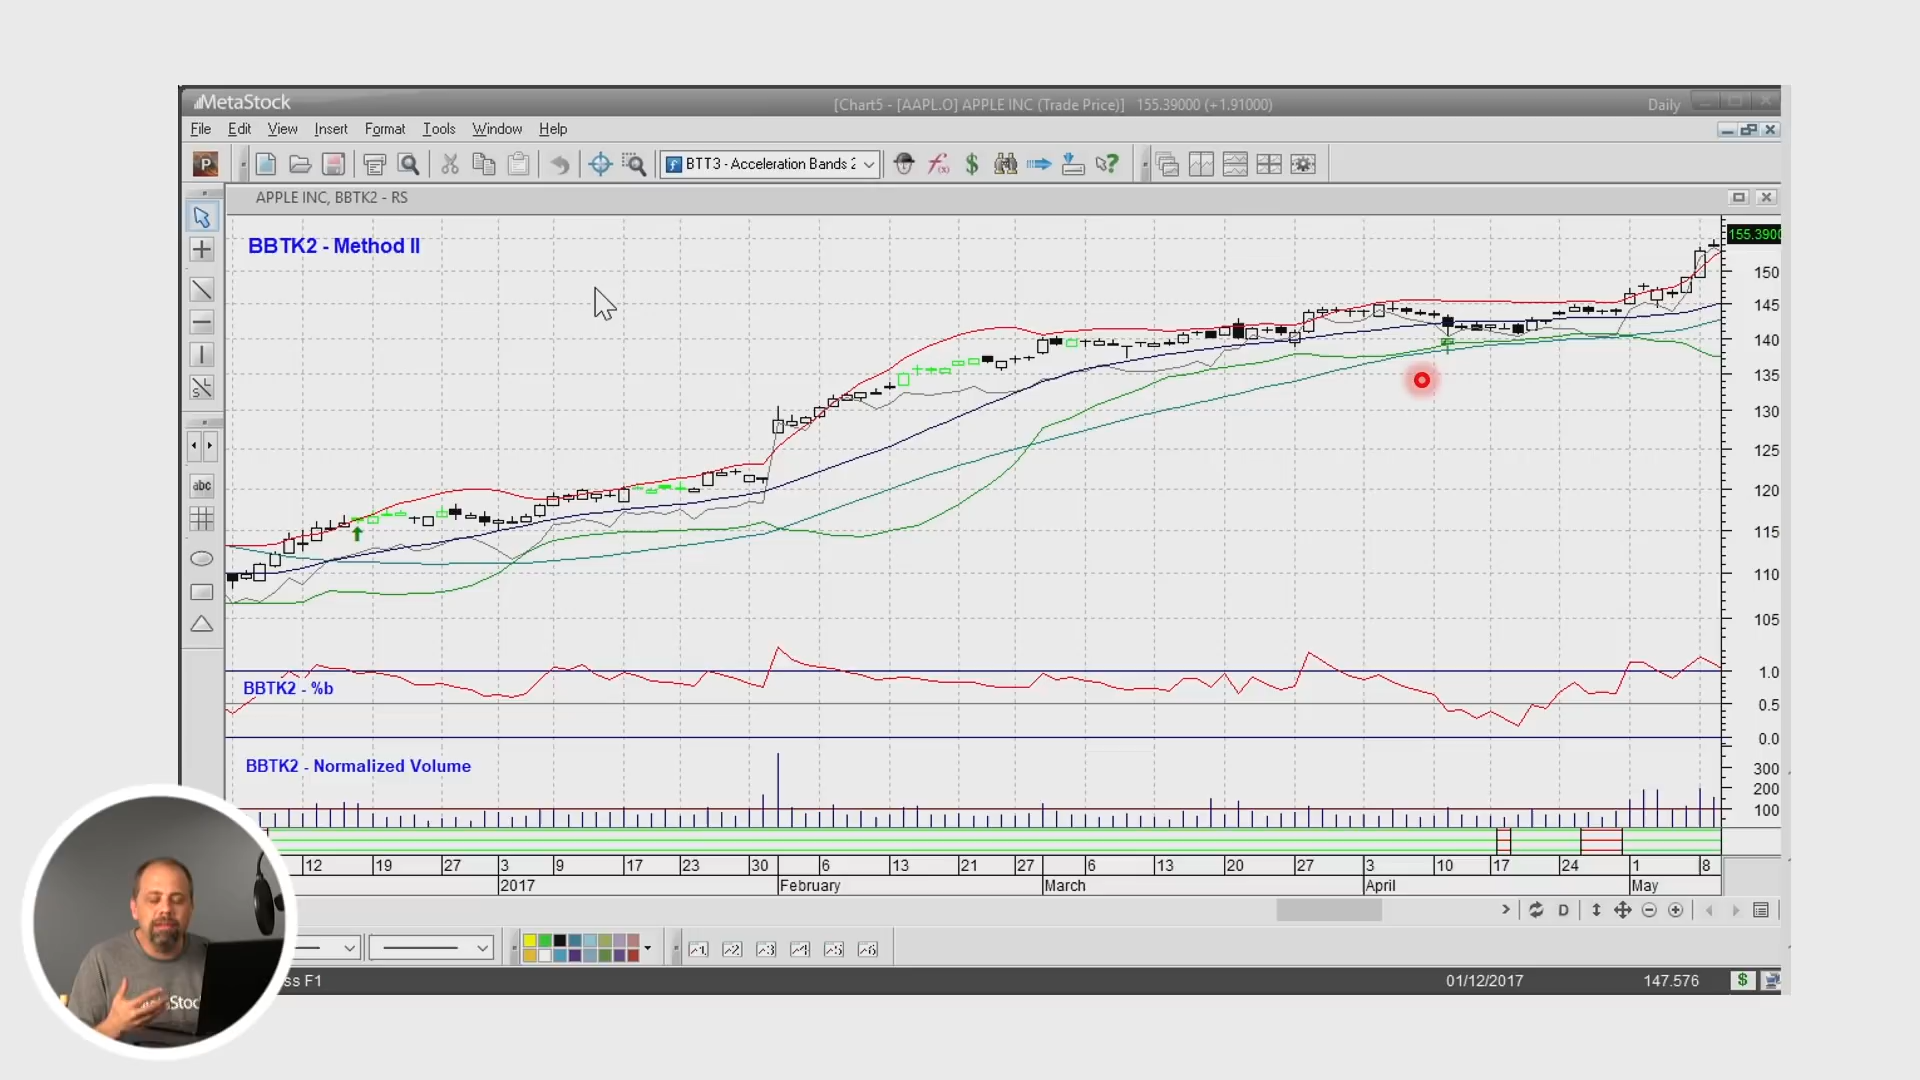 MetaStock
[Chart5 - [AAPL.O] APPLE INC (Trade Price)] 155.39000 (+1.91000)
Daily
File Edit View Insert Format Tools Window Help
P
BTT3 - Acceleration Bands 2
APPLE INC, BBTK2 - RS
BBTK2 - Method II
155.3900
150
145
140
135
130
125
120
115
110
105
abc
BBTK2 - %b
1.0
0.5
0.0
BBTK2 - Normalized Volume
300
200
100
12 19 27 3 9 17 23 30 6 13 21 27 6 13 20 27 3 10 17 24 1 8
2017 February March April May
D
ss F1
01/12/2017
147.576
$